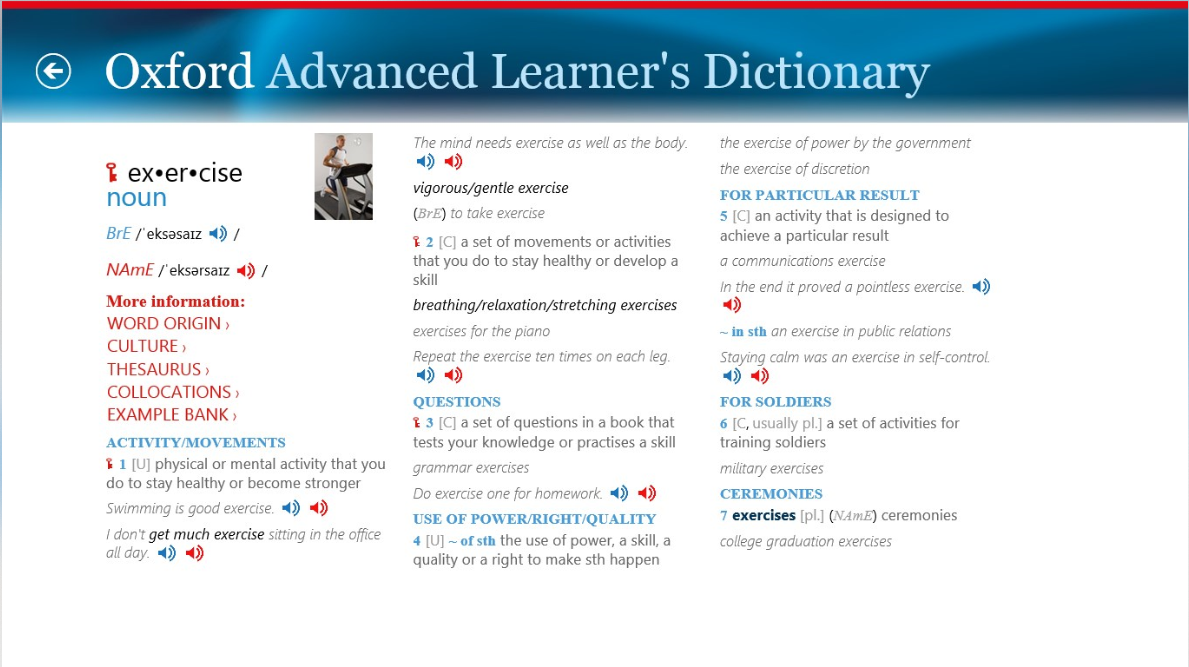 Oxford Advanced Learner's Dictionary
ex•er•cise
noun
BrE /ˈeksəsaɪz /
NAmE /ˈeksərsaɪz /
More information:
WORD ORIGIN ›
CULTURE ›
THESAURUS ›
COLLOCATIONS ›
EXAMPLE BANK ›
ACTIVITY/MOVEMENTS
1 [U] physical or mental activity that you
do to stay healthy or become stronger
Swimming is good exercise.
I don't get much exercise sitting in the office
all day.
The mind needs exercise as well as the body.
vigorous/gentle exercise
(BrE) to take exercise
2 [C] a set of movements or activities
that you do to stay healthy or develop a
skill
breathing/relaxation/stretching exercises
exercises for the piano
Repeat the exercise ten times on each leg.
QUESTIONS
3 [C] a set of questions in a book that
tests your knowledge or practises a skill
grammar exercises
Do exercise one for homework.
USE OF POWER/RIGHT/QUALITY
4 [U] ~ of sth the use of power, a skill, a
quality or a right to make sth happen
the exercise of power by the government
the exercise of discretion
FOR PARTICULAR RESULT
5 [C] an activity that is designed to
achieve a particular result
a communications exercise
In the end it proved a pointless exercise.
~ in sth an exercise in public relations
Staying calm was an exercise in self-control.
FOR SOLDIERS
6 [C, usually pl.] a set of activities for
training soldiers
military exercises
CEREMONIES
7 exercises [pl.] (NAmE) ceremonies
college graduation exercises